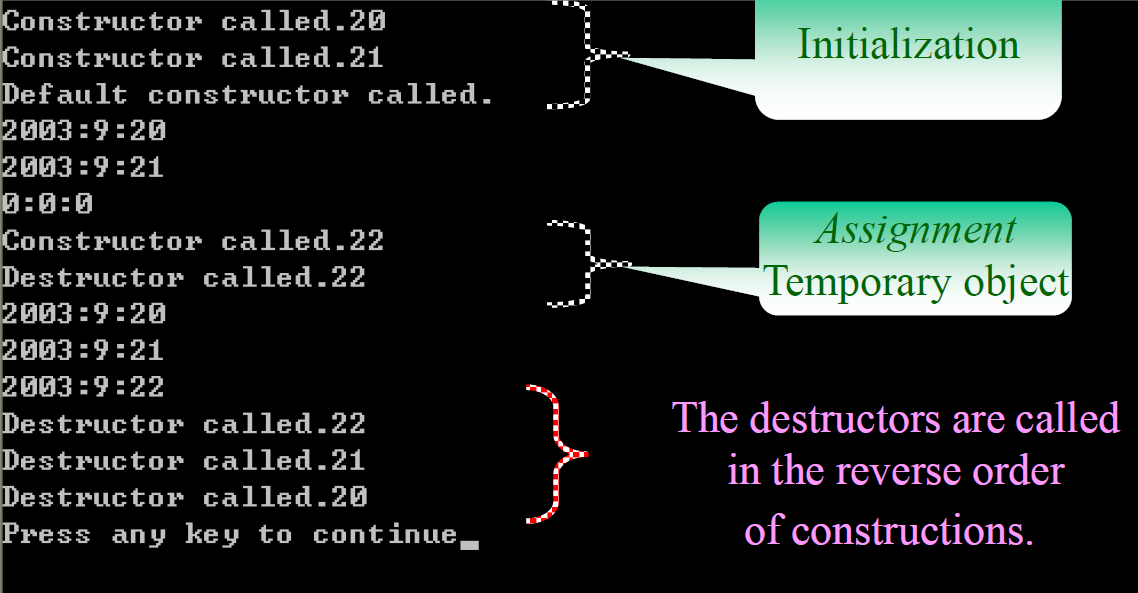 Constructor called.20
Constructor called.21
Default constructor called.
2003:9:20
2003:9:21
0:0:0
Constructor called.22
Destructor called.22
2003:9:20
2003:9:21
2003:9:22
Destructor called.22
Destructor called.21
Destructor called.20
Press any key to continue_
Initialization
Assignment
Temporary object
The destructors are called
in the reverse order
of constructions.